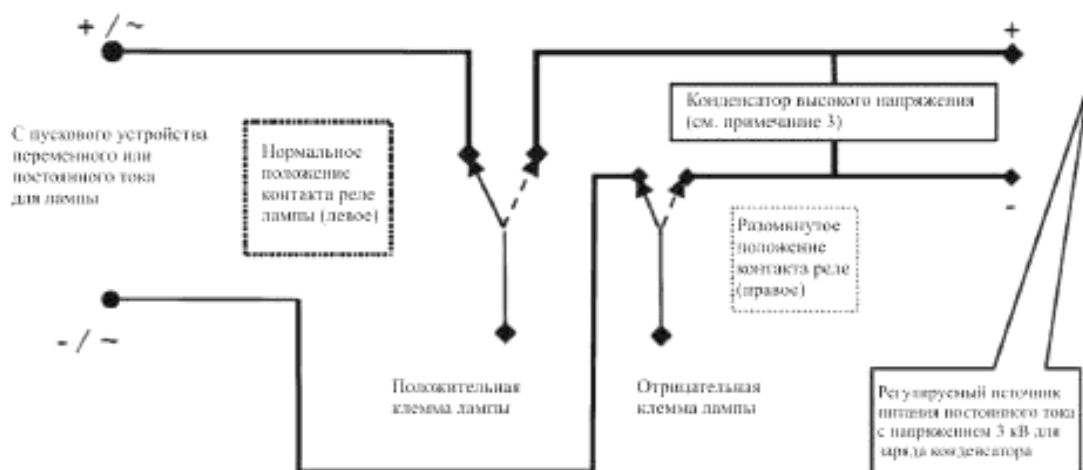 + / ~
+
С пускового устройства
переменного или
постоянного тока
для лампы
Нормальное
положение
контакта реле
лампы (левое)
Конденсатор высокого напряжения
(см. примечание 3)
Разомкнутое
положение
контакта реле
(правое)
-
- / ~
Положительная
клемма лампы
Отрицательная
клемма лампы
Регулируемый источник
питания постоянного тока
с напряжением 3 кВ для
заряда конденсатора